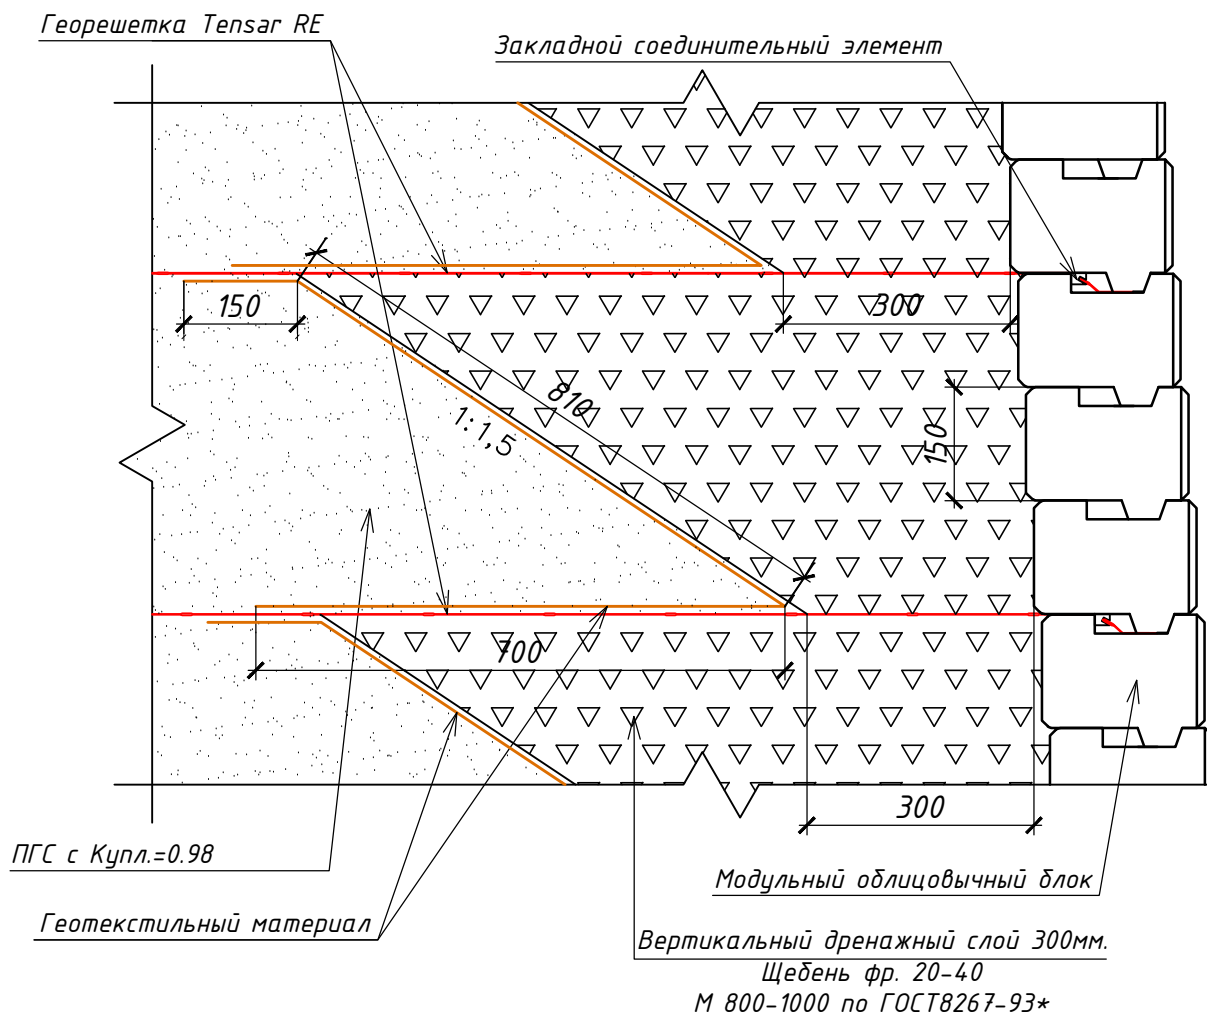 Георешетка Tensar RE
Закладной соединительный элемент
150
300
810
1:1,5
150
700
300
ПГС с Купл.=0.98
Модульный облицовычный блок
Геотекстильный материал
Вертикальный дренажный слой 300мм.
Щебень фр. 20-40
М 800-1000 по ГОСТ8267-93*